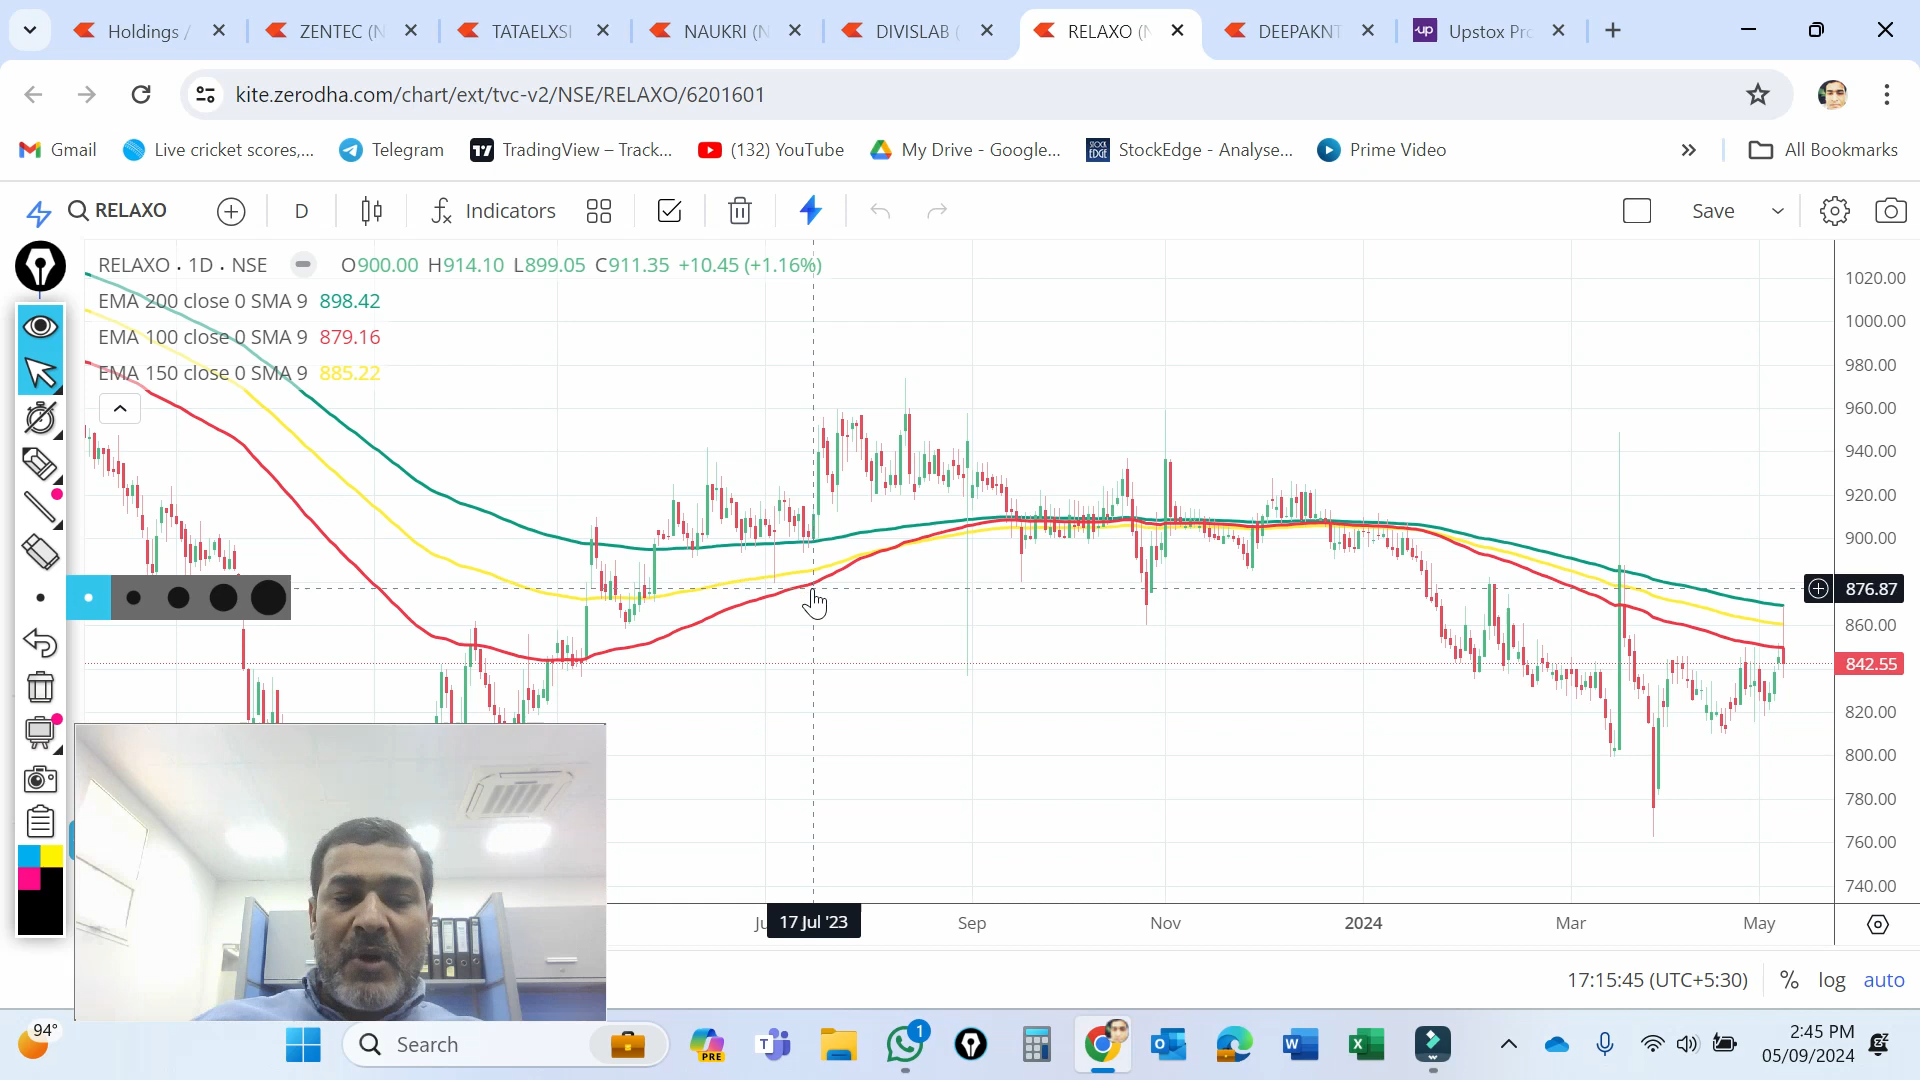 Holdings /
ZENTEC (N
TATAELXSI
NAUKRI (N
DIVISLAB (
RELAXO (N
DEEPAKNT
up
Upstox Pro
kite.zerodha.com/chart/ext/tvc-v2/NSE/RELAXO/6201601
Gmail
Live cricket scores,...
Telegram
TradingView – Track...
(132) YouTube
My Drive - Google...
STOCK EDGE
StockEdge - Analyse...
Prime Video
All Bookmarks
RELAXO
D
Indicators
Save
RELAXO . 1D . NSE
O900.00 H914.10 L899.05 C911.35 +10.45 (+1.16%)
EMA 200 close 0 SMA 9 898.42
EMA 100 close 0 SMA 9 879.16
EMA 150 close 0 SMA 9 885.22
1020.00
1000.00
980.00
960.00
940.00
920.00
900.00
876.87
860.00
842.55
820.00
800.00
780.00
760.00
740.00
17 Jul '23
Sep
Nov
2024
Mar
May
17:15:45 (UTC+5:30)
%
log
auto
94°
Search
PRE
1
2:45 PM
05/09/2024